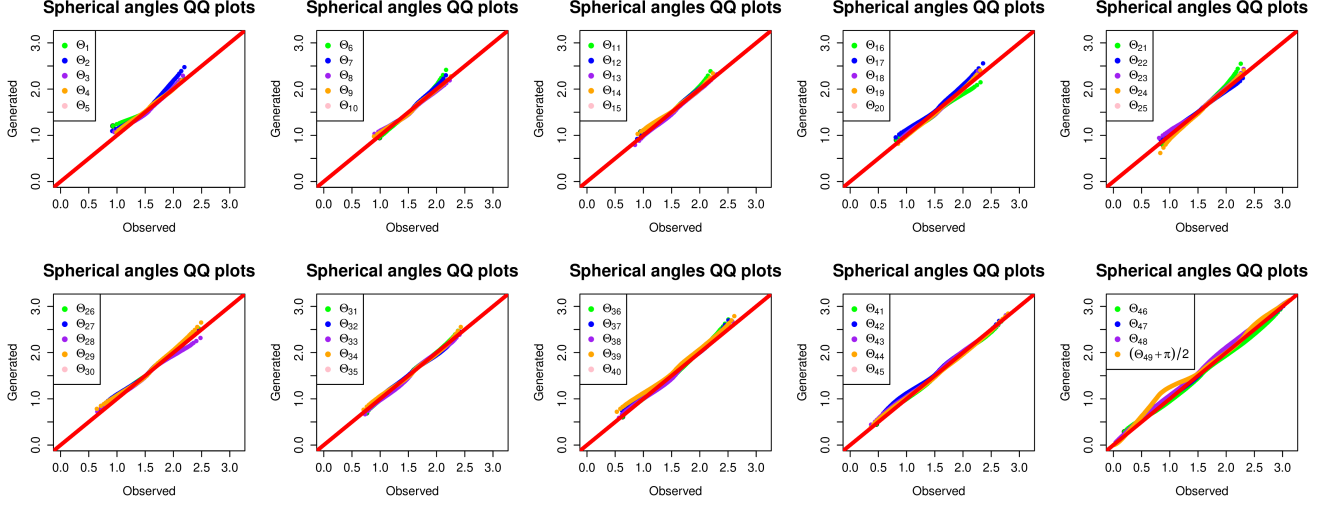 Spherical angles QQ plots
Generated
3.0
2.0
1.0
0.0
Θ1
Θ2
Θ3
Θ4
Θ5
0.0 0.5 1.0 1.5 2.0 2.5 3.0
Observed
Spherical angles QQ plots
Generated
3.0
2.0
1.0
0.0
Θ6
Θ7
Θ8
Θ9
Θ10
0.0 0.5 1.0 1.5 2.0 2.5 3.0
Observed
Spherical angles QQ plots
Generated
3.0
2.0
1.0
0.0
Θ11
Θ12
Θ13
Θ14
Θ15
0.0 0.5 1.0 1.5 2.0 2.5 3.0
Observed
Spherical angles QQ plots
Generated
3.0
2.0
1.0
0.0
Θ16
Θ17
Θ18
Θ19
Θ20
0.0 0.5 1.0 1.5 2.0 2.5 3.0
Observed
Spherical angles QQ plots
Generated
3.0
2.0
1.0
0.0
Θ21
Θ22
Θ23
Θ24
Θ25
0.0 0.5 1.0 1.5 2.0 2.5 3.0
Observed
Spherical angles QQ plots
Generated
3.0
2.0
1.0
0.0
Θ26
Θ27
Θ28
Θ29
Θ30
0.0 0.5 1.0 1.5 2.0 2.5 3.0
Observed
Spherical angles QQ plots
Generated
3.0
2.0
1.0
0.0
Θ31
Θ32
Θ33
Θ34
Θ35
0.0 0.5 1.0 1.5 2.0 2.5 3.0
Observed
Spherical angles QQ plots
Generated
3.0
2.0
1.0
0.0
Θ36
Θ37
Θ38
Θ39
Θ40
0.0 0.5 1.0 1.5 2.0 2.5 3.0
Observed
Spherical angles QQ plots
Generated
3.0
2.0
1.0
0.0
Θ41
Θ42
Θ43
Θ44
Θ45
0.0 0.5 1.0 1.5 2.0 2.5 3.0
Observed
Spherical angles QQ plots
Generated
3.0
2.0
1.0
0.0
Θ46
Θ47
Θ48
(Θ49+π)/2
0.0 0.5 1.0 1.5 2.0 2.5 3.0
Observed